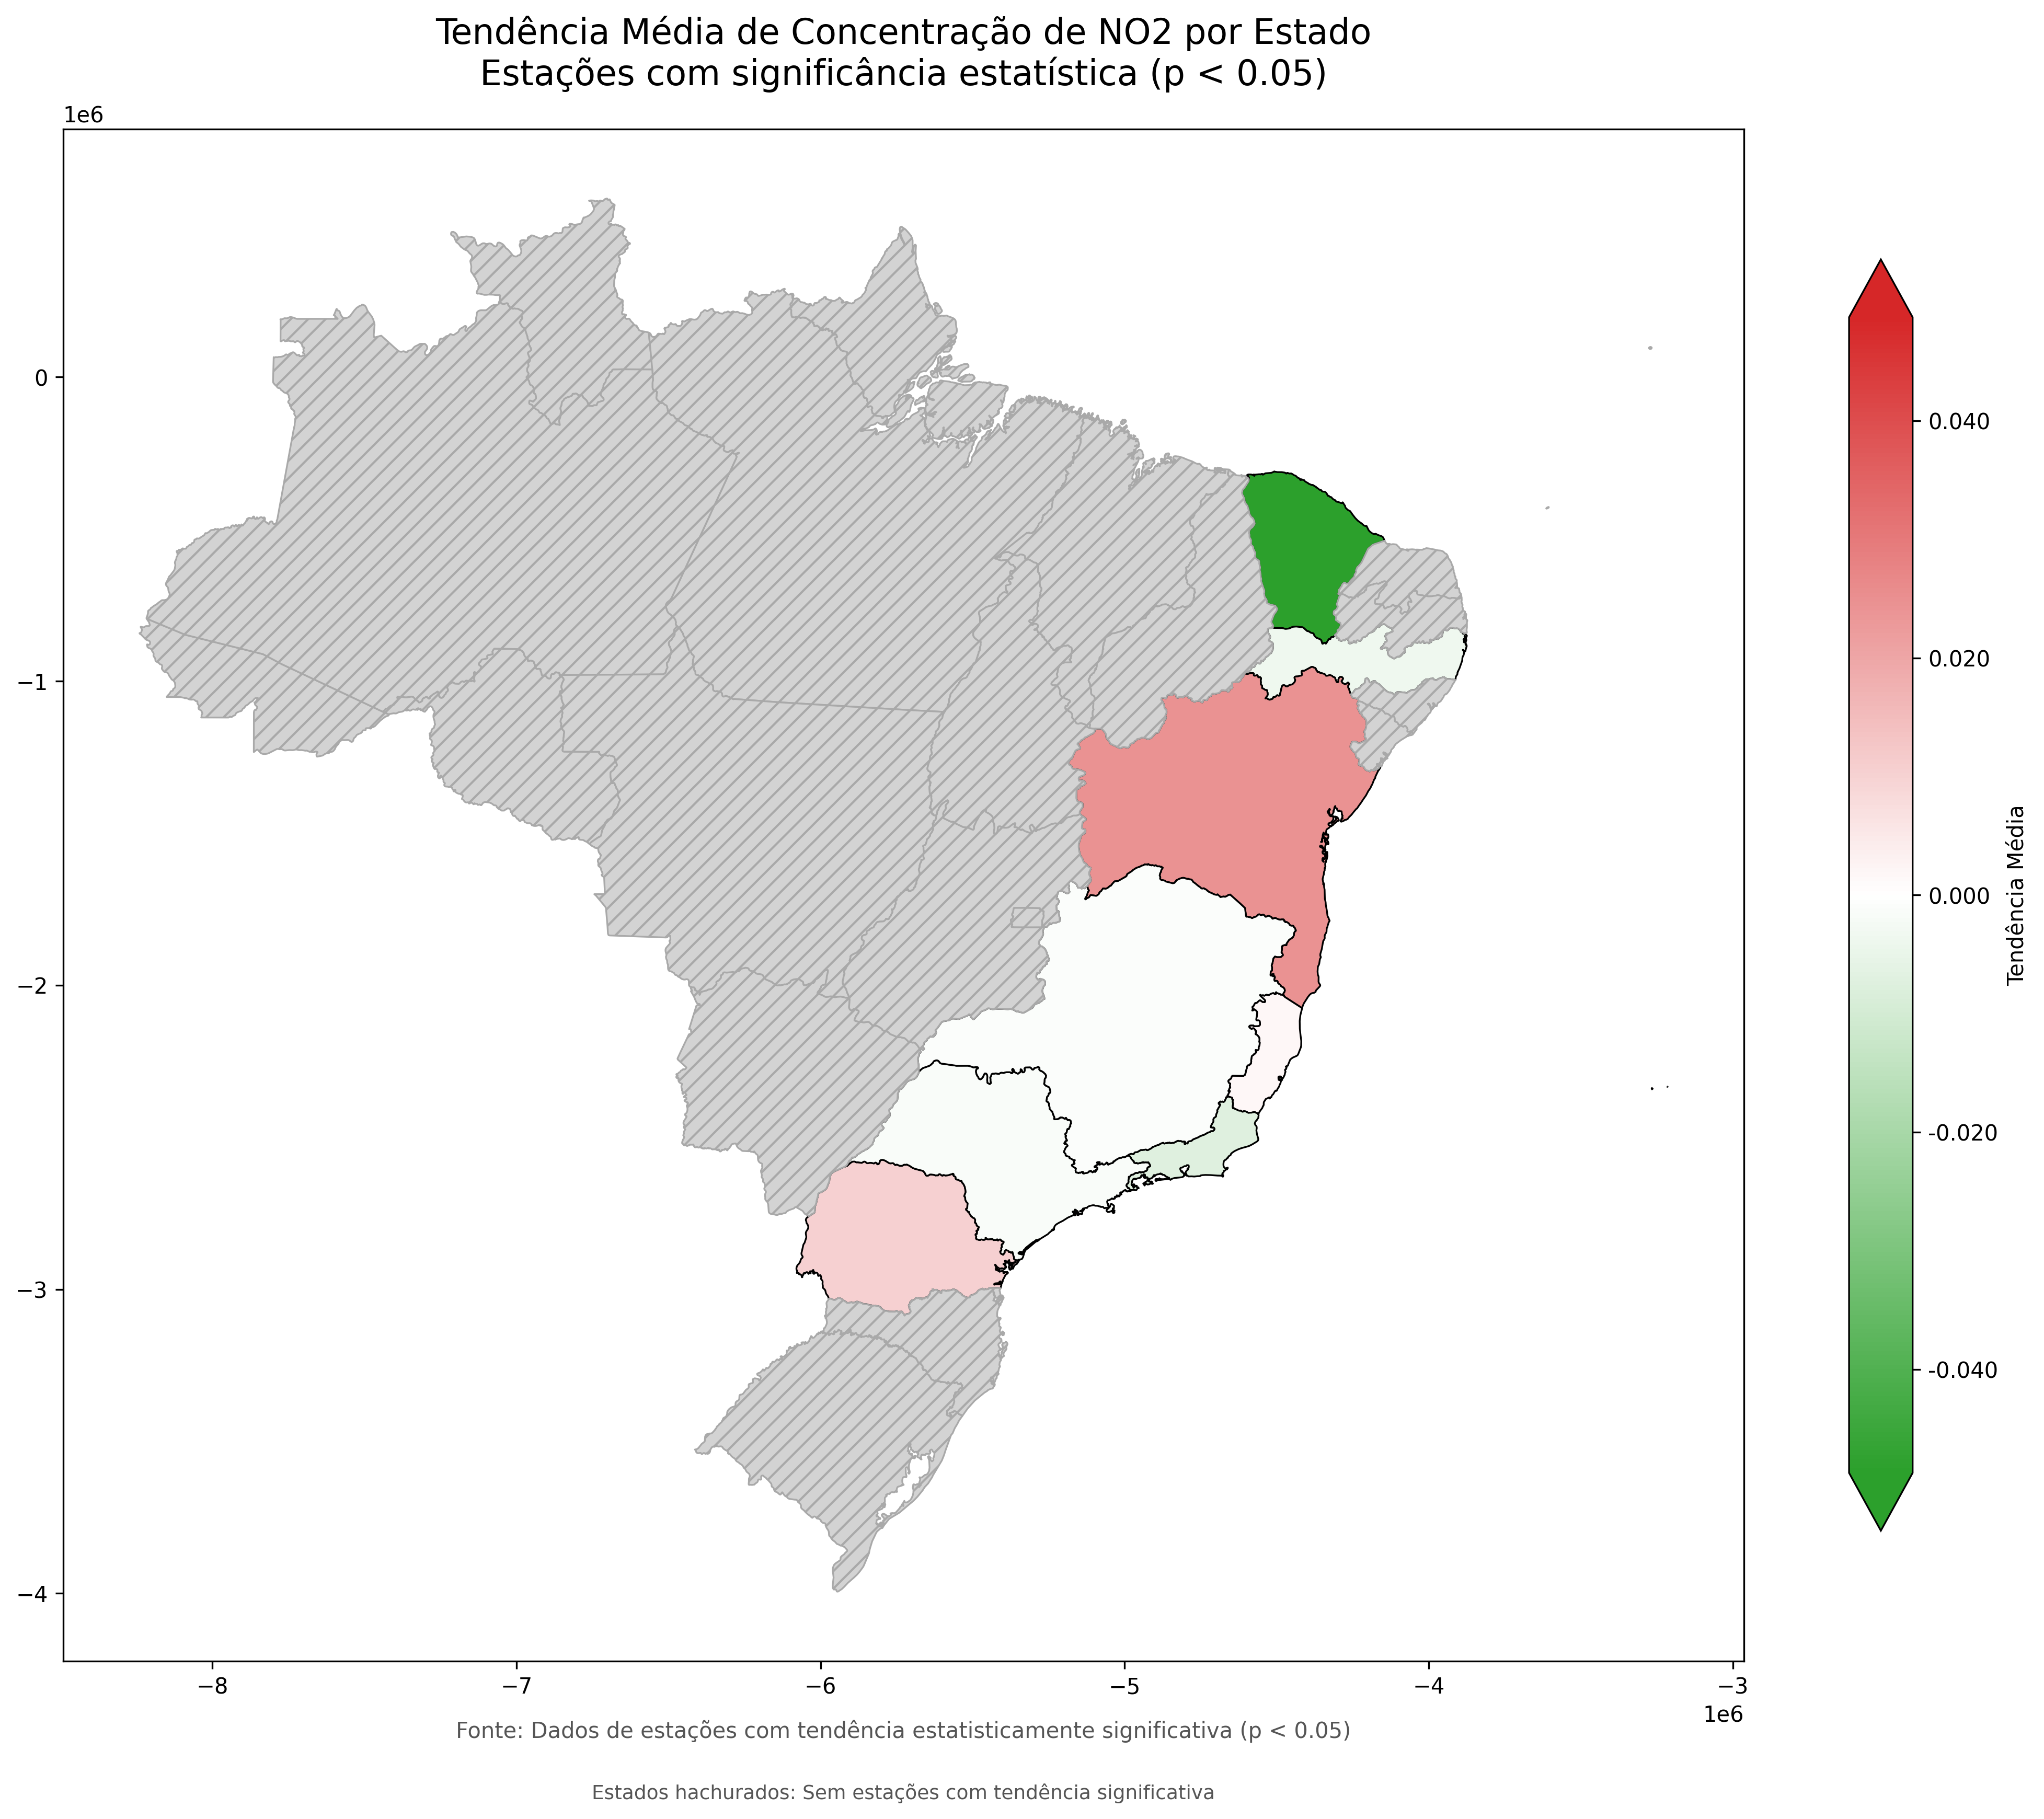 Tendência Média de Concentração de NO2 por Estado
Estações com significância estatística (p < 0.05)
1e6
0
−1
−2
−3
−4
−8
−7
−6
−5
−4
−3
1e6
0.040
0.020
0.000
-0.020
-0.040
Tendência Média
Fonte: Dados de estações com tendência estatisticamente significativa (p < 0.05)
Estados hachurados: Sem estações com tendência significativa